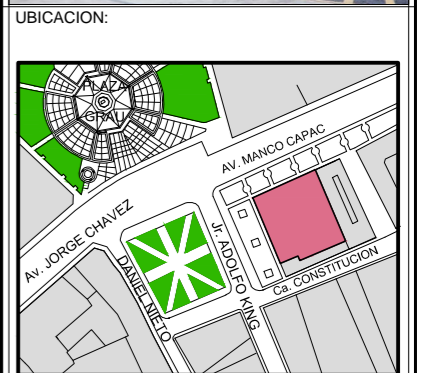 UBICACION:
PLAZA
GRAU
AV. MANCO CAPAC
Av. JORGE CHAVEZ
Jr. ADOLFO KING
DANIEL NIETO
Ca. CONSTITUCION